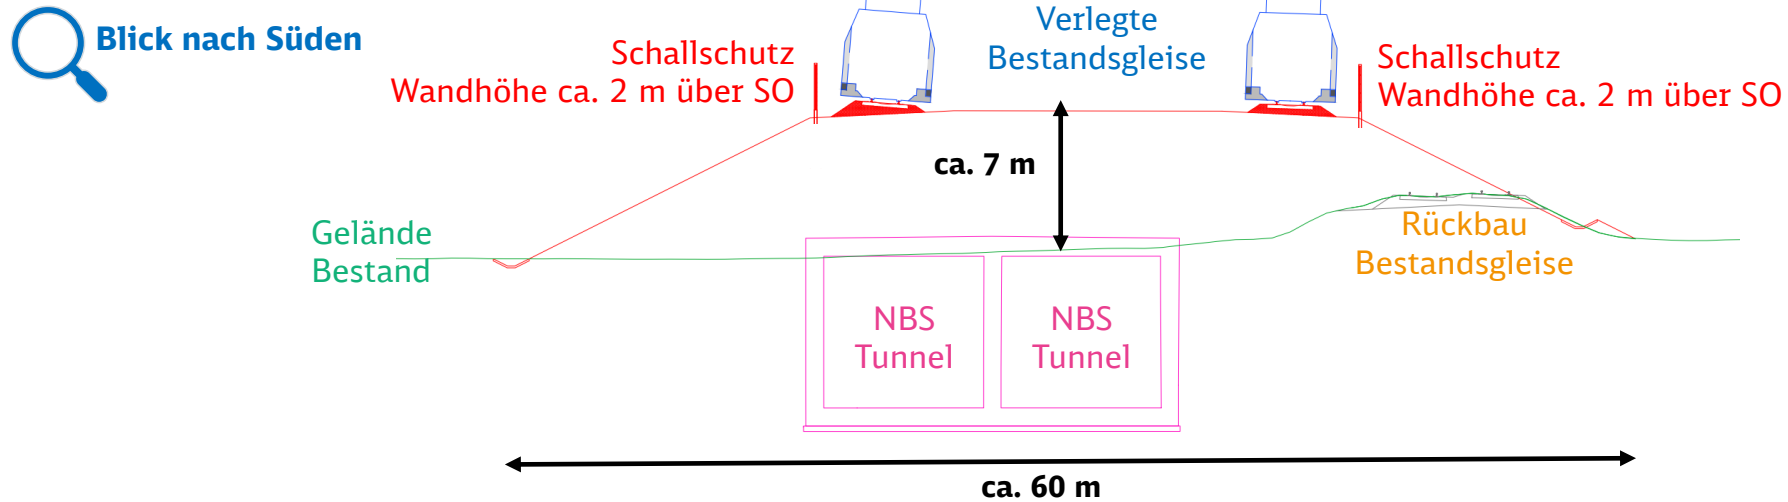 Blick nach Süden
Schallschutz
Wandhöhe ca. 2 m über SO
Verlegte
Bestandsgleise
Schallschutz
Wandhöhe ca. 2 m über SO
ca. 7 m
Gelände
Bestand
Rückbau
Bestandsgleise
NBS
Tunnel
NBS
Tunnel
ca. 60 m